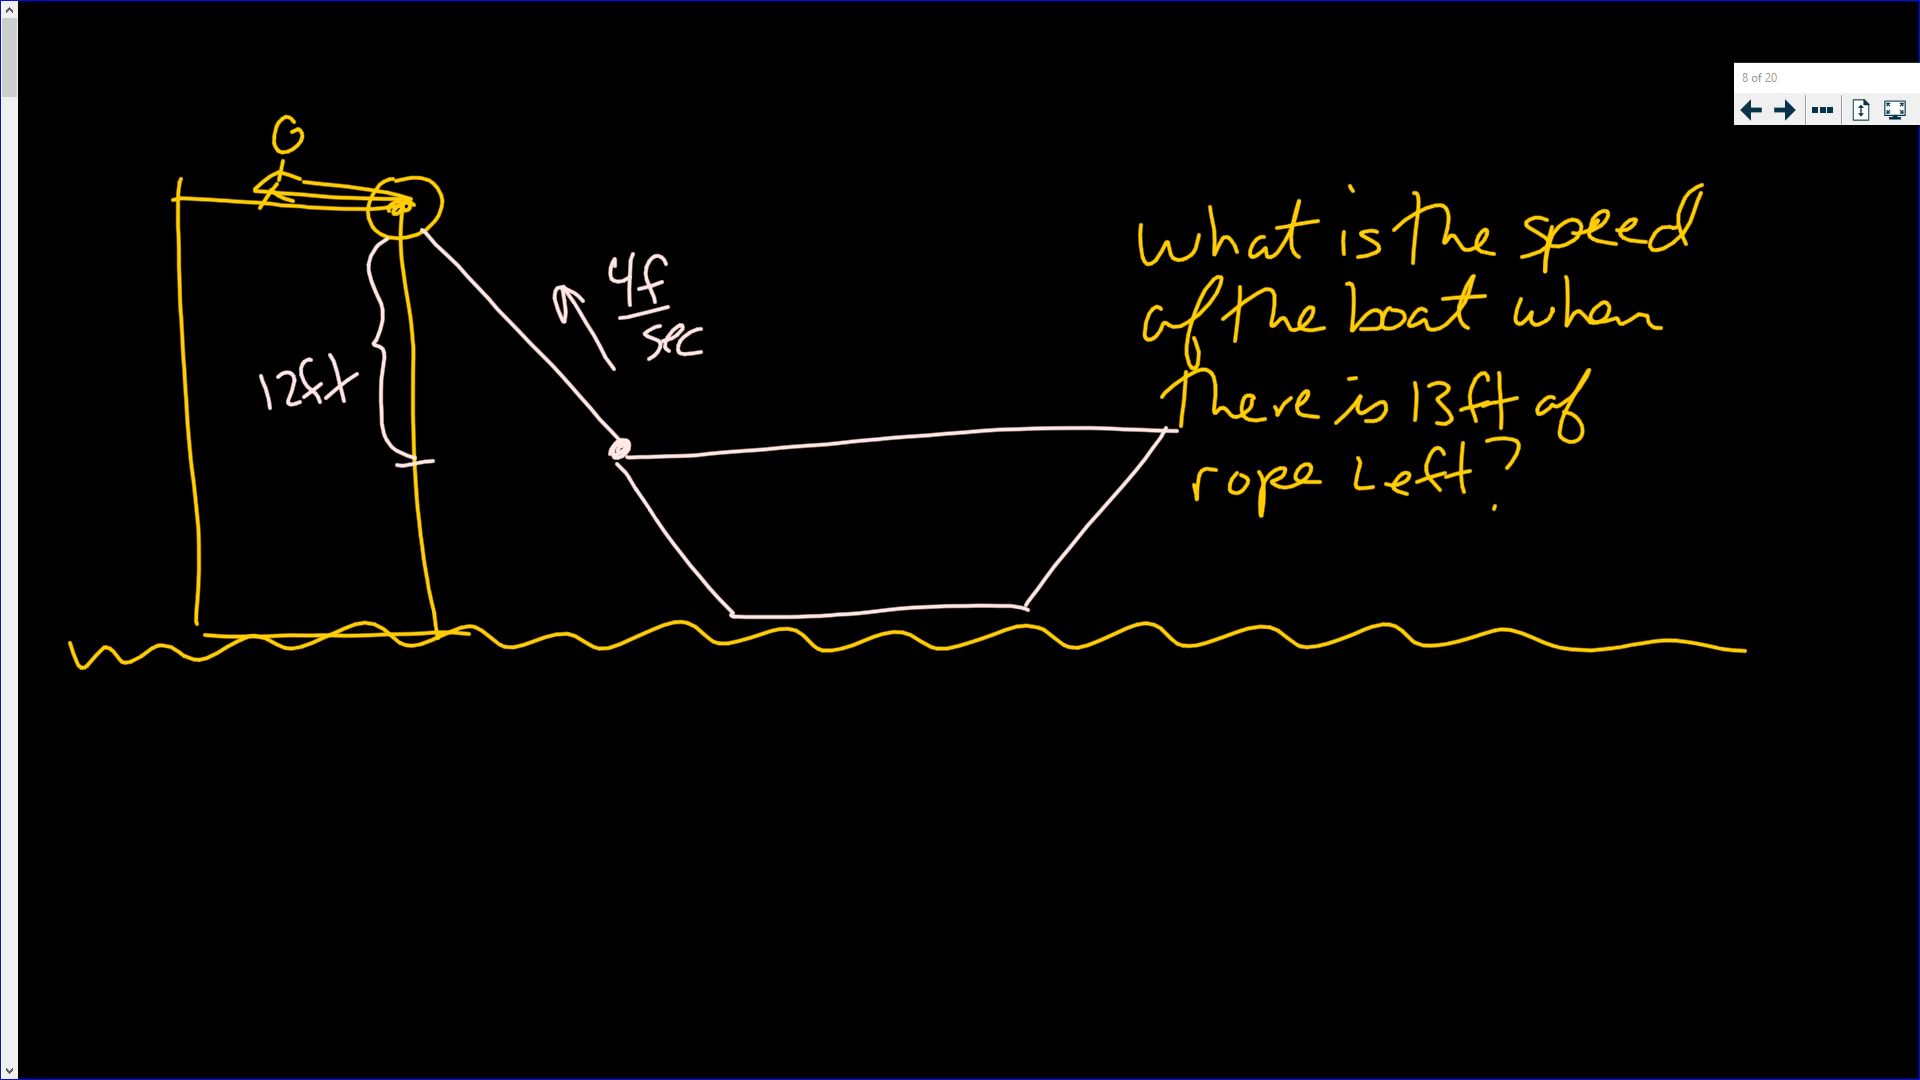 8 of 20
4f
sec
12ft
What is the speed
of the boat when
there is 13ft of
rope Left?